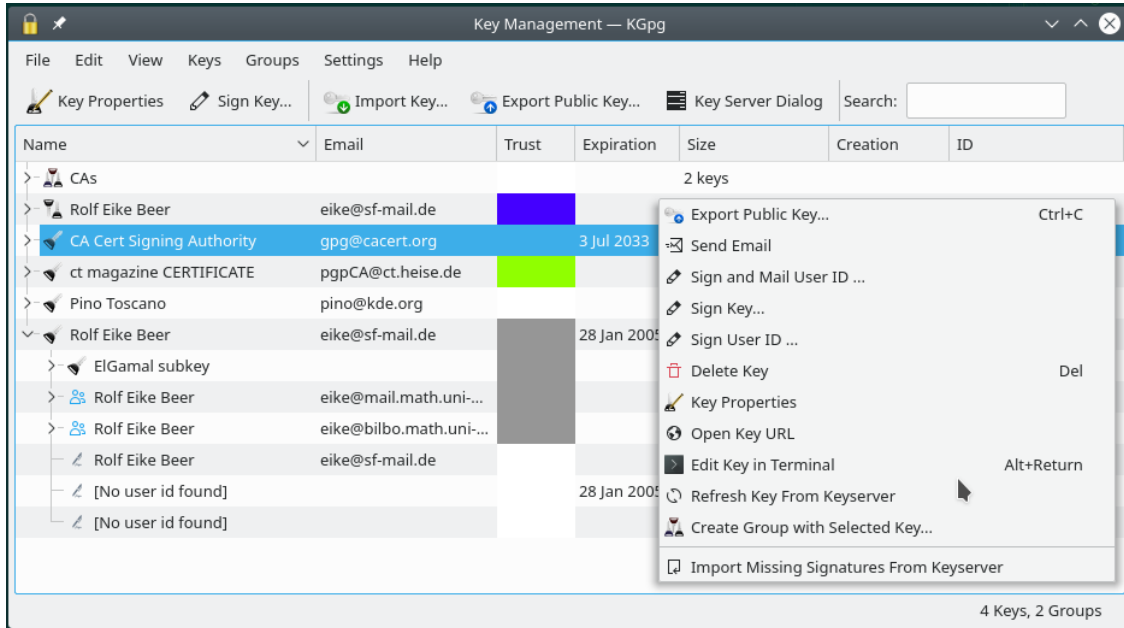 Key Management — KGpg
File Edit View Keys Groups Settings Help
Key Properties Sign Key... Import Key... Export Public Key... Key Server Dialog Search:
Name Email Trust Expiration Size Creation ID
CAs 2 keys
Rolf Eike Beer eike@sf-mail.de
CA Cert Signing Authority gpg@cacert.org 3 Jul 2033
ct magazine CERTIFICATE pgpCA@ct.heise.de
Pino Toscano pino@kde.org
Rolf Eike Beer eike@sf-mail.de 28 Jan 2005
ElGamal subkey
Rolf Eike Beer eike@mail.math.uni-...
Rolf Eike Beer eike@bilbo.math.uni-...
Rolf Eike Beer eike@sf-mail.de
[No user id found] 28 Jan 2005
[No user id found]
Export Public Key... Ctrl+C
Send Email
Sign and Mail User ID ...
Sign Key...
Sign User ID ...
Delete Key Del
Key Properties
Open Key URL
Edit Key in Terminal Alt+Return
Refresh Key From Keyserver
Create Group with Selected Key...
Import Missing Signatures From Keyserver
4 Keys, 2 Groups